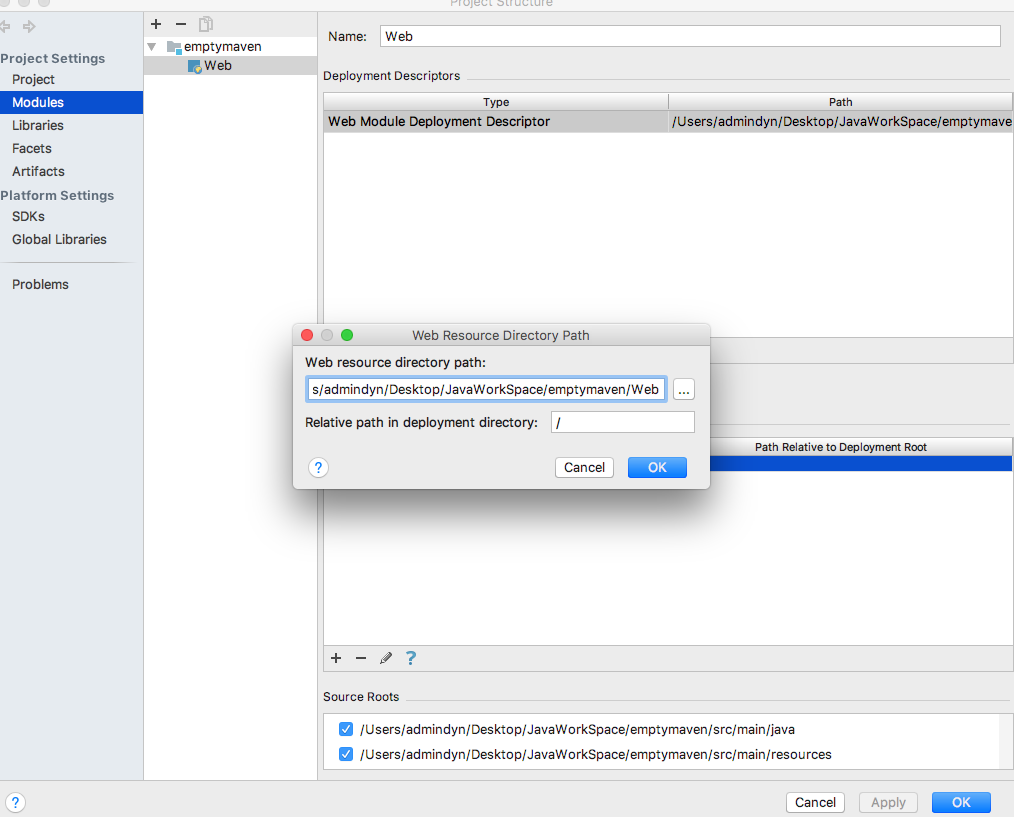 Project Structure
Project Settings
Project
Modules
Libraries
Facets
Artifacts
Platform Settings
SDKs
Global Libraries
Problems
emptymaven
Web
Name: Web
Deployment Descriptors
Type Path
Web Module Deployment Descriptor /Users/admindyn/Desktop/JavaWorkSpace/emptymave
Web Resource Directory Path
Web resource directory path:
s/admindyn/Desktop/JavaWorkSpace/emptymaven/Web ...
Relative path in deployment directory: /
? Cancel OK
Path Relative to Deployment Root
?
Source Roots
/Users/admindyn/Desktop/JavaWorkSpace/emptymaven/src/main/java
/Users/admindyn/Desktop/JavaWorkSpace/emptymaven/src/main/resources
? Cancel Apply OK